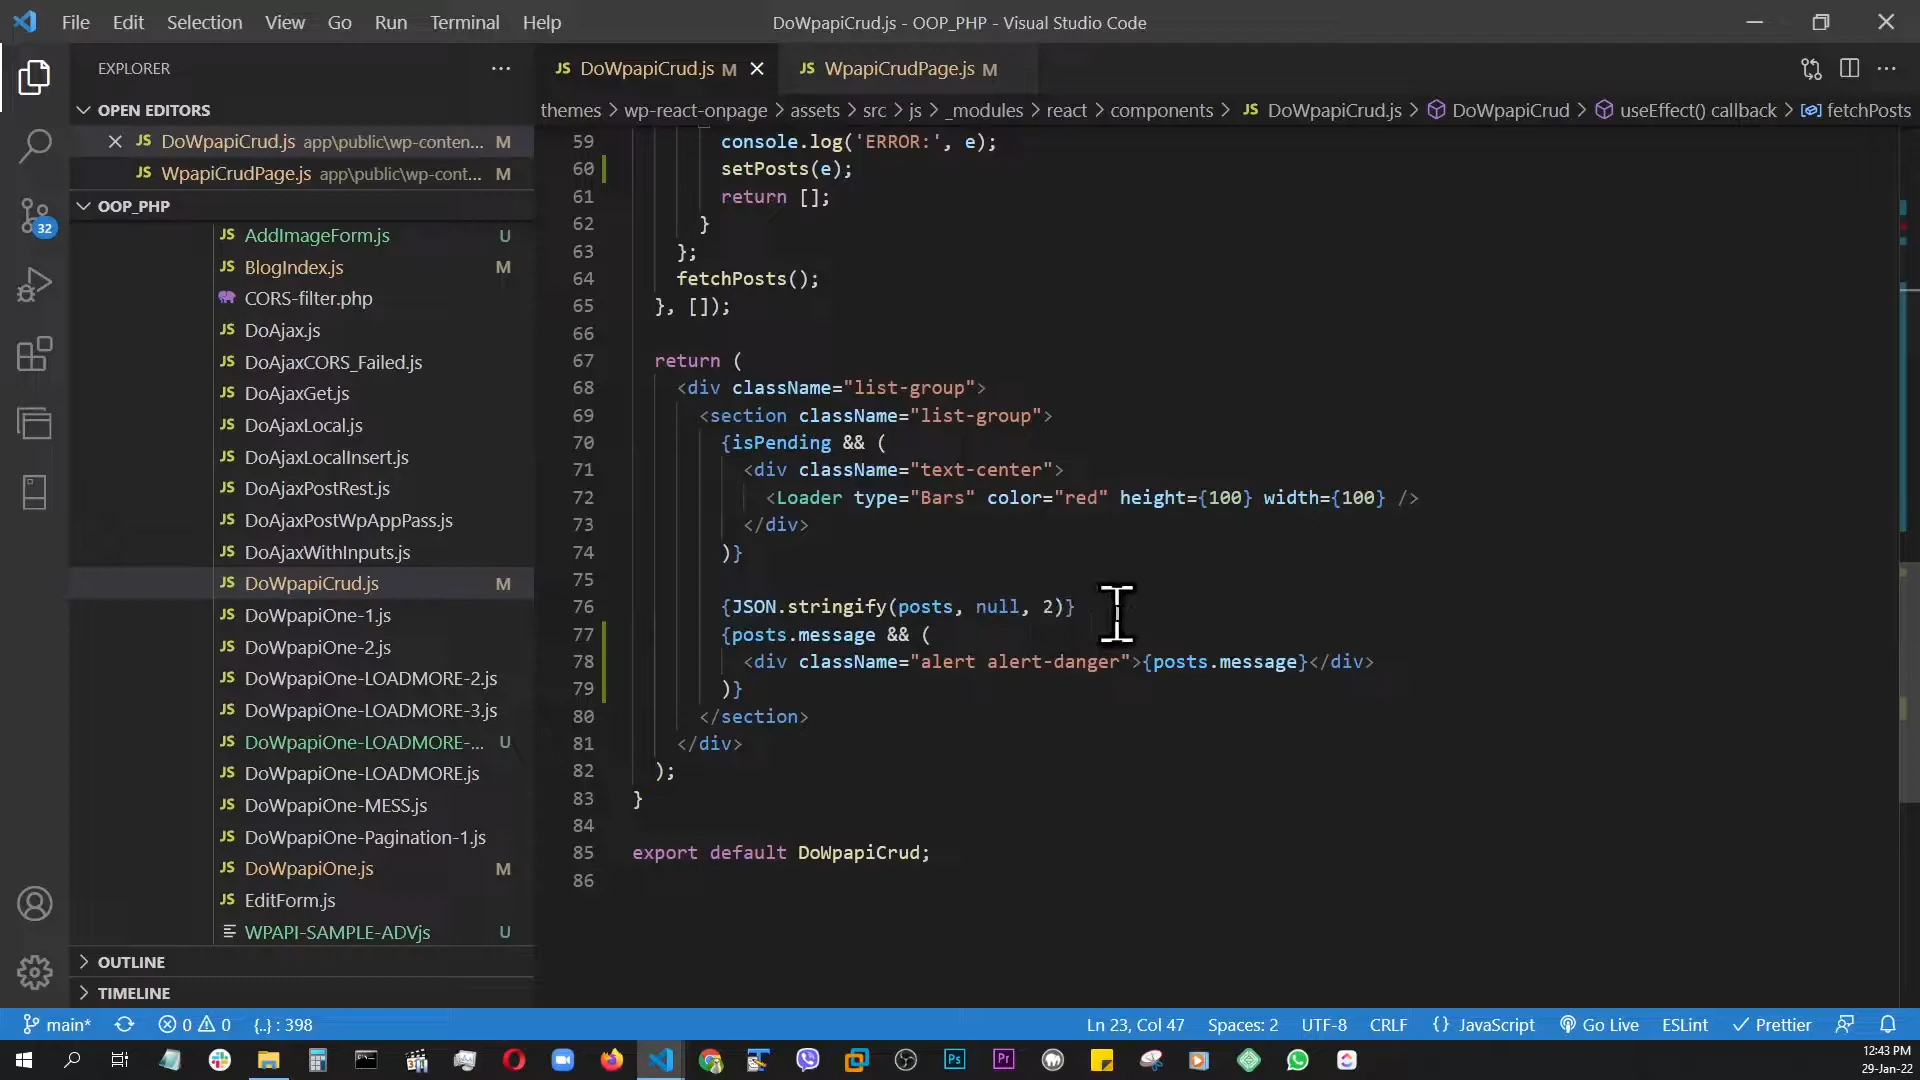 File Edit Selection View Go Run Terminal Help
DoWpapiCrud.js - OOP_PHP - Visual Studio Code
EXPLORER
OPEN EDITORS
DoWpapiCrud.js app\public\wp-conten... M
WpapiCrudPage.js app\public\wp-cont... M
OOP_PHP
JS AddImageForm.js U
JS BlogIndex.js M
CORS-filter.php
JS DoAjax.js
JS DoAjaxCORS_Failed.js
JS DoAjaxGet.js
JS DoAjaxLocal.js
JS DoAjaxLocalInsert.js
JS DoAjaxPostRest.js
JS DoAjaxPostWpAppPass.js
JS DoAjaxWithInputs.js
JS DoWpapiCrud.js M
JS DoWpapiOne-1.js
JS DoWpapiOne-2.js
JS DoWpapiOne-LOADMORE-2.js
JS DoWpapiOne-LOADMORE-3.js
JS DoWpapiOne-LOADMORE-... U
JS DoWpapiOne-LOADMORE.js
JS DoWpapiOne-MESS.js
JS DoWpapiOne-Pagination-1.js
JS DoWpapiOne.js M
JS EditForm.js
WPAPI-SAMPLE-ADVjs U
OUTLINE
TIMELINE
32
JS DoWpapiCrud.js M
JS WpapiCrudPage.js M
themes > wp-react-onpage > assets > src > js > _modules > react > components > JS DoWpapiCrud.js > DoWpapiCrud > useEffect() callback > fetchPosts
59 console.log('ERROR:', e);
60 setPosts(e);
61 return [];
62 }
63 };
64 fetchPosts();
65 }, []);
66
67 return (
68 <div className="list-group">
69 <section className="list-group">
70 {isPending && (
71 <div className="text-center">
72 <Loader type="Bars" color="red" height={100} width={100} />
73 </div>
74 )}
75
76 {JSON.stringify(posts, null, 2)}
77 {posts.message && (
78 <div className="alert alert-danger">{posts.message}</div>
79 )}
80 </section>
81 </div>
82 );
83 }
84
85 export default DoWpapiCrud;
86
main* 0 0 {..} : 398
Ln 23, Col 47 Spaces: 2 UTF-8 CRLF {} JavaScript Go Live ESLint Prettier
Ps Pr
12:43 PM
29-Jan-22